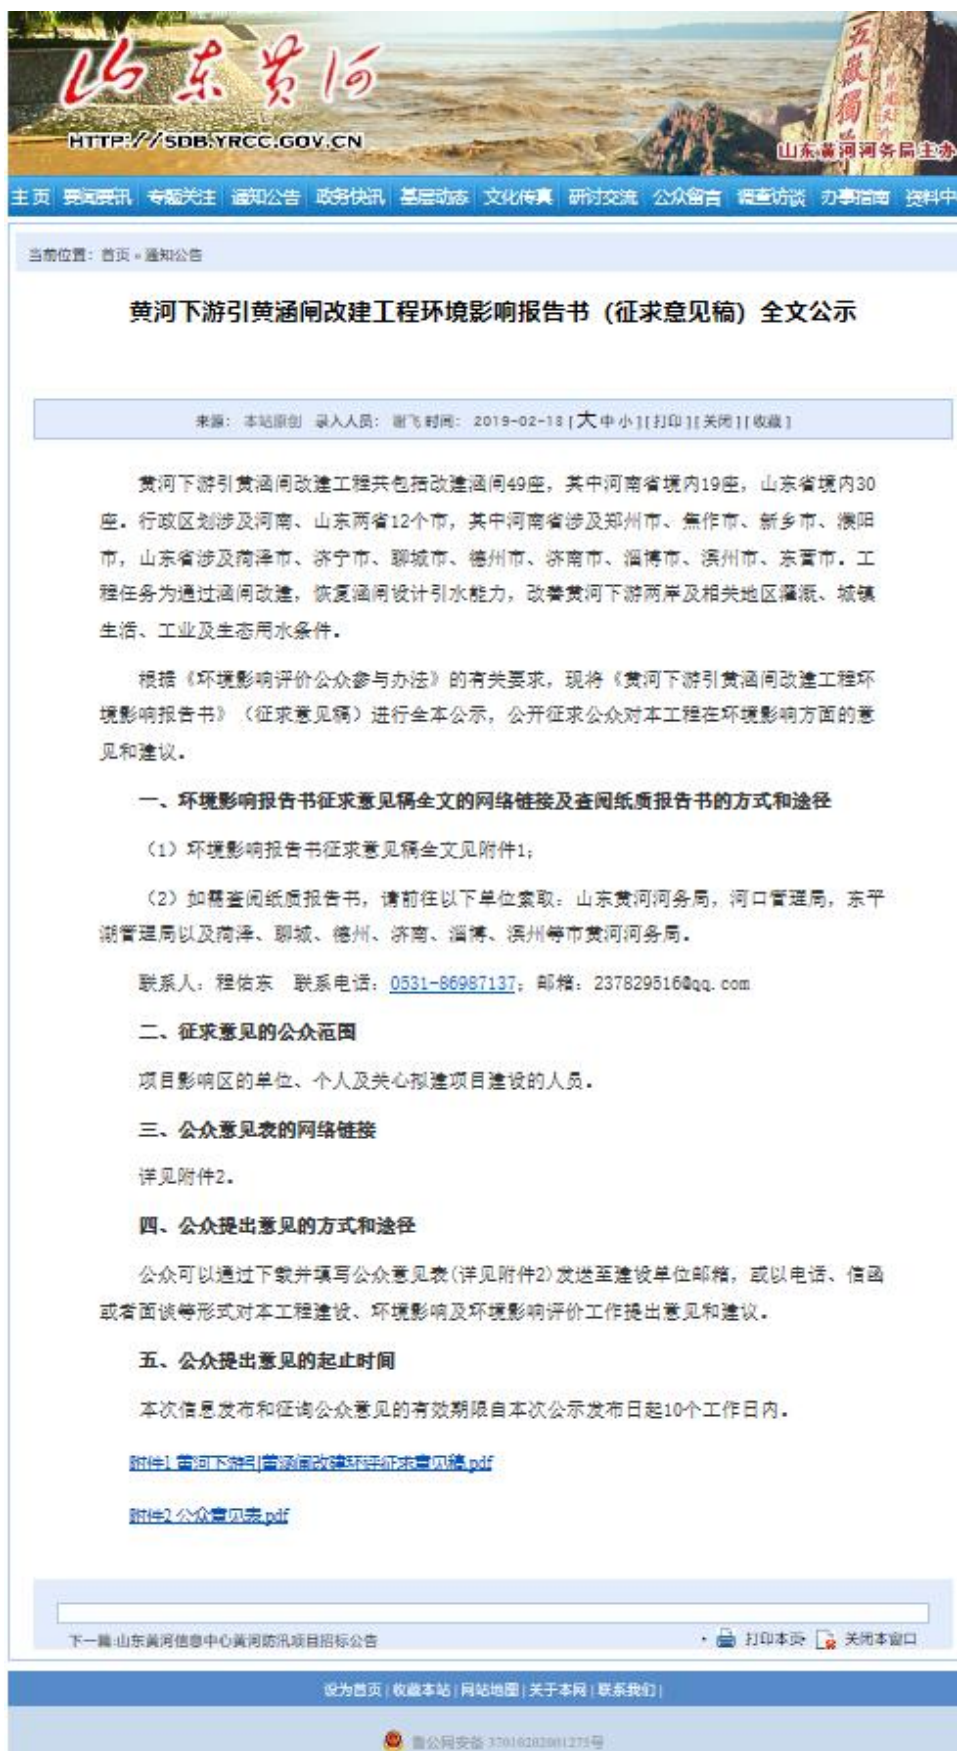 山东黄河
HTTP://SDB.YRCC.GOV.CN
五岳独尊
山东黄河河务局主办
主页 要闻要讯 专题关注 通知公告 政务快讯 基层动态 文化传真 研讨交流 公众留言 调查访谈 办事指南 资料中
当前位置：首页 » 通知公告
黄河下游引黄涵闸改建工程环境影响报告书（征求意见稿）全文公示
来源： 本站原创 录入人员： 谢飞 时间： 2019-02-18 [大 中 小] [打印] [关闭] [收藏]
黄河下游引黄涵闸改建工程共包括改建涵闸49座，其中河南省境内19座，山东省境内30
座。行政区划涉及河南、山东两省12个市，其中河南省涉及郑州市、焦作市、新乡市、濮阳
市，山东省涉及菏泽市、济宁市、聊城市、德州市、济南市、淄博市、滨州市、东营市。工
程任务为通过涵闸改建，恢复涵闸设计引水能力，改善黄河下游两岸及相关地区灌溉、城镇
生活、工业及生态用水条件。
根据《环境影响评价公众参与办法》的有关要求，现将《黄河下游引黄涵闸改建工程环
境影响报告书》（征求意见稿）进行全本公示，公开征求公众对本工程在环境影响方面的意
见和建议。
一、环境影响报告书征求意见稿全文的网络链接及查阅纸质报告书的方式和途径
（1）环境影响报告书征求意见稿全文见附件1；
（2）如需查阅纸质报告书，请前往以下单位索取：山东黄河河务局，河口管理局，东平
湖管理局以及菏泽、聊城、德州、济南、淄博、滨州等市黄河河务局。
联系人：程佑东 联系电话：0531-86987137；邮箱：237829516@qq.com
二、征求意见的公众范围
项目影响区的单位、个人及关心拟建项目建设的人员。
三、公众意见表的网络链接
详见附件2。
四、公众提出意见的方式和途径
公众可以通过下载并填写公众意见表(详见附件2)发送至建设单位邮箱，或以电话、信函
或者面谈等形式对本工程建设、环境影响及环境影响评价工作提出意见和建议。
五、公众提出意见的起止时间
本次信息发布和征询公众意见的有效期限自本次公示发布日起10个工作日内。
附件1 黄河下游引黄涵闸改建环评征求意见稿.pdf
附件2 公众意见表.pdf
下一篇:山东黄河信息中心黄河防汛项目招标公告
· 打印本页· 关闭本窗口
设为首页 | 收藏本站 | 网站地图 | 关于本网 | 联系我们 |
鲁公网安备 37010202001275号